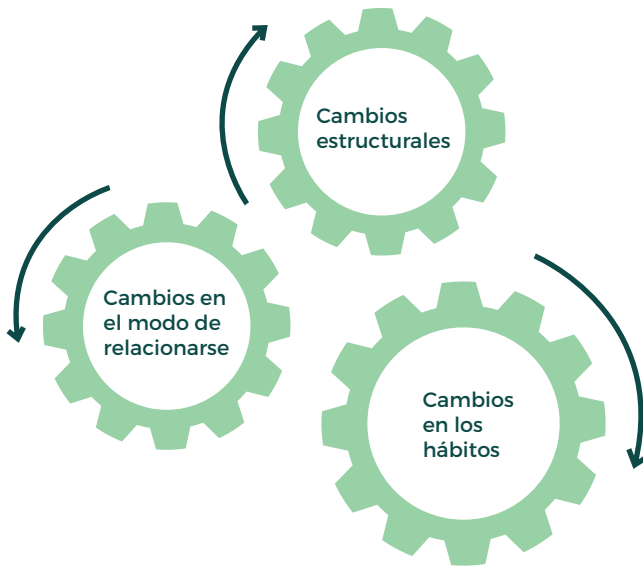 Cambios
estructurales
Cambios en
el modo de
relacionarse
Cambios
en los
hábitos